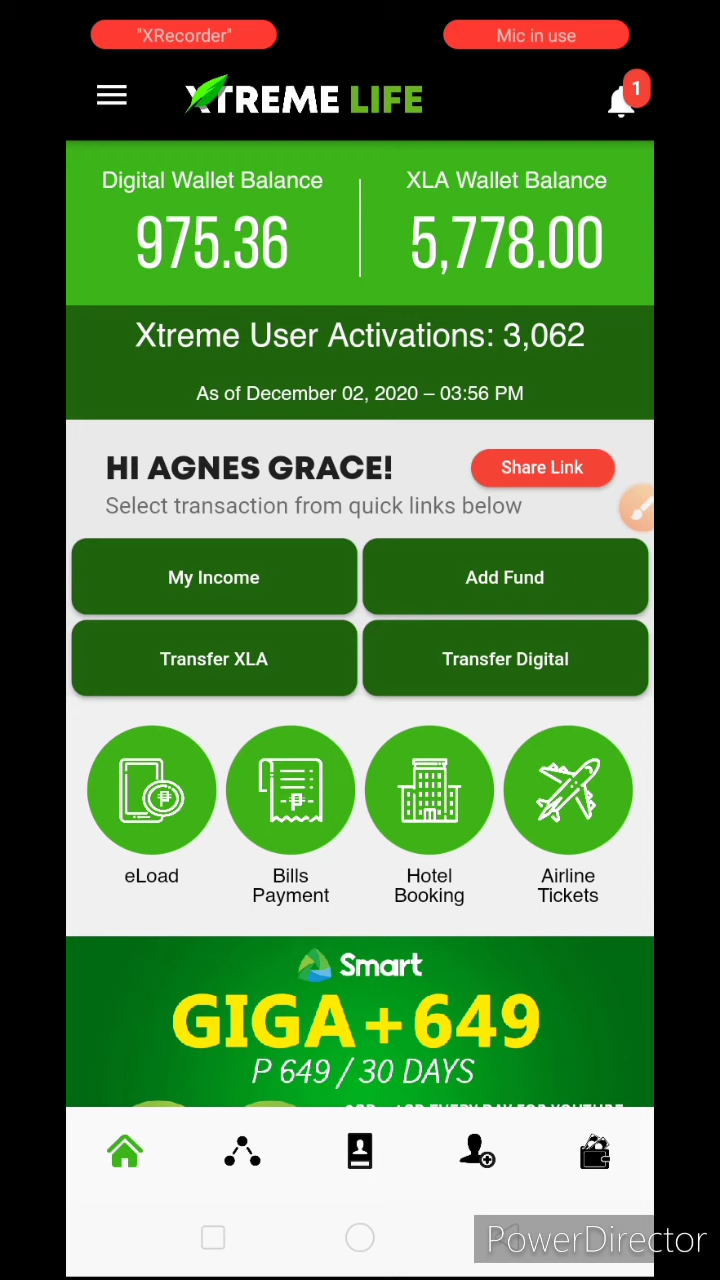 "XRecorder"
Mic in use
XTREME LIFE
1
Digital Wallet Balance
XLA Wallet Balance
975.36
5,778.00
Xtreme User Activations: 3,062
As of December 02, 2020 – 03:56 PM
HI AGNES GRACE!
Share Link
Select transaction from quick links below
My Income
Add Fund
Transfer XLA
Transfer Digital
eLoad
Bills
Payment
Hotel
Booking
Airline
Tickets
Smart
GIGA+649
P 649 / 30 DAYS
PowerDirector